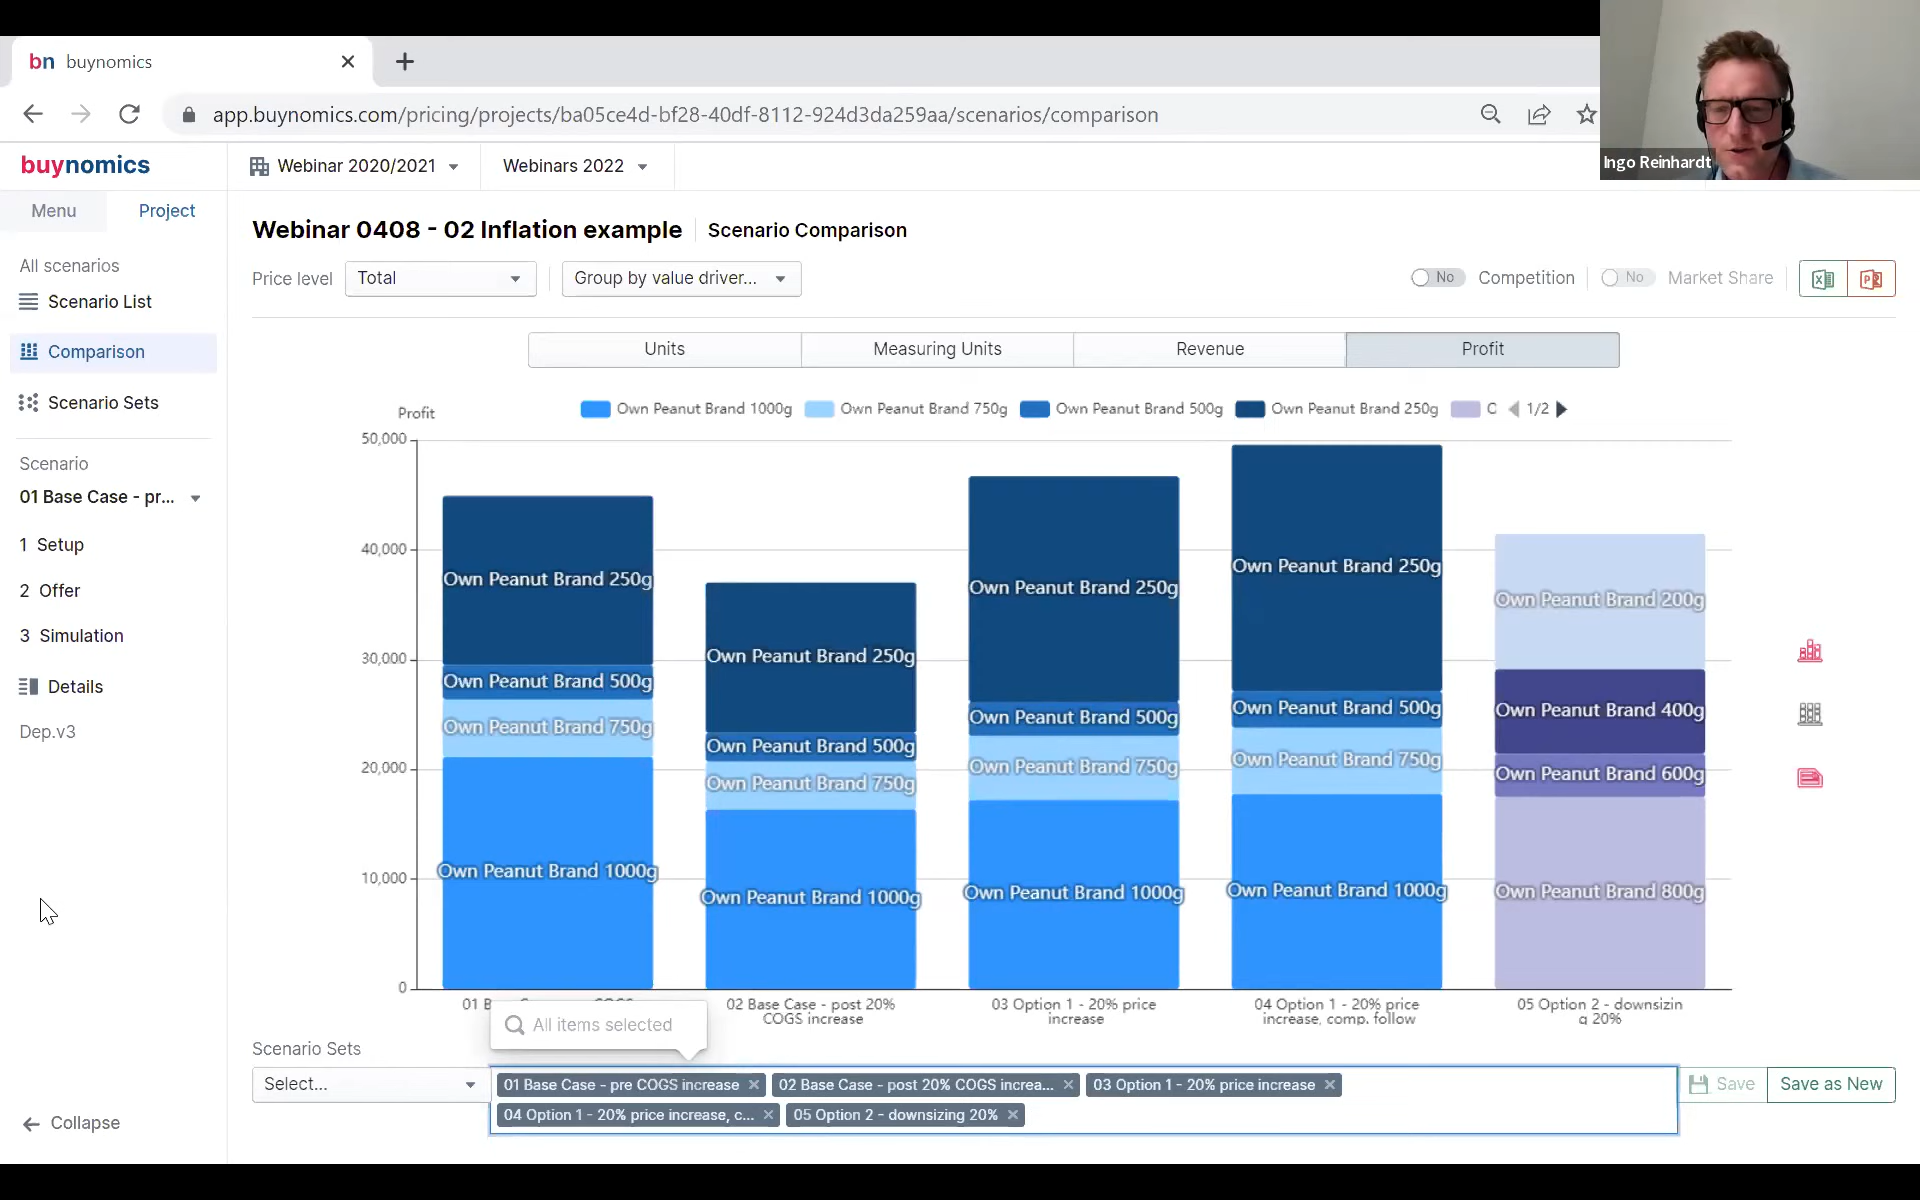 bn buynomics
app.buynomics.com/pricing/projects/ba05ce4d-bf28-40df-8112-924d3da259aa/scenarios/comparison
Ingo Reinhardt
buynomics
Webinar 2020/2021
Webinars 2022
Menu
Project
Webinar 0408 - 02 Inflation example
Scenario Comparison
All scenarios
Price level
Total
Group by value driver...
No
Competition
No
Market Share
Scenario List
Comparison
Scenario Sets
Units
Measuring Units
Revenue
Profit
Profit
Own Peanut Brand 1000g
Own Peanut Brand 750g
Own Peanut Brand 500g
Own Peanut Brand 250g
1/2
50,000
40,000
30,000
20,000
10,000
0
Own Peanut Brand 250g
Own Peanut Brand 500g
Own Peanut Brand 750g
Own Peanut Brand 1000g
Own Peanut Brand 250g
Own Peanut Brand 500g
Own Peanut Brand 750g
Own Peanut Brand 1000g
Own Peanut Brand 250g
Own Peanut Brand 500g
Own Peanut Brand 750g
Own Peanut Brand 1000g
Own Peanut Brand 250g
Own Peanut Brand 500g
Own Peanut Brand 750g
Own Peanut Brand 1000g
Own Peanut Brand 200g
Own Peanut Brand 400g
Own Peanut Brand 600g
Own Peanut Brand 800g
Scenario
01 Base Case - pr...
1 Setup
2 Offer
3 Simulation
Details
Dep.v3
Collapse
01
02 Base Case - post 20%
COGS increase
03 Option 1 - 20% price
increase
04 Option 1 - 20% price
increase, comp. follow
05 Option 2 - downsizin
g 20%
All items selected
Scenario Sets
Select...
01 Base Case - pre COGS increase
02 Base Case - post 20% COGS increa...
03 Option 1 - 20% price increase
04 Option 1 - 20% price increase, c...
05 Option 2 - downsizing 20%
Save
Save as New